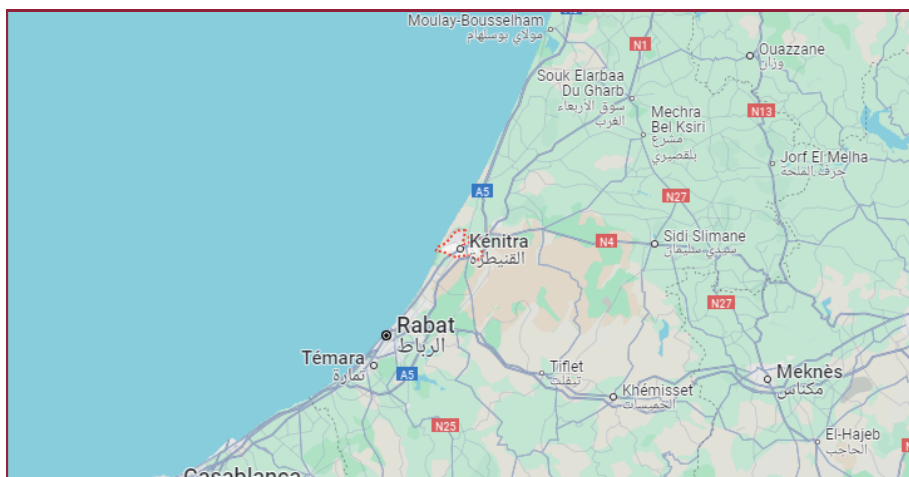 Moulay-Bousselham
مولاي بوسلهام
N1
Ouazzane
وزان
Souk Elarbaa
Du Gharb
سوق الأربعاء
الغرب
Mechra
Bel Ksiri
مشرع
بلقصيري
N13
Jorf El Melha
جرف الملحة
A5
N27
Kénitra
القنيطرة
N4
Sidi Slimane
سيدي سليمان
N27
Rabat
الرباط
Témara
تمارة
A5
Tiflet
تيفلت
Khémisset
الخميسات
Meknès
مكناس
N25
El-Hajeb
الحاجب
Casablanca